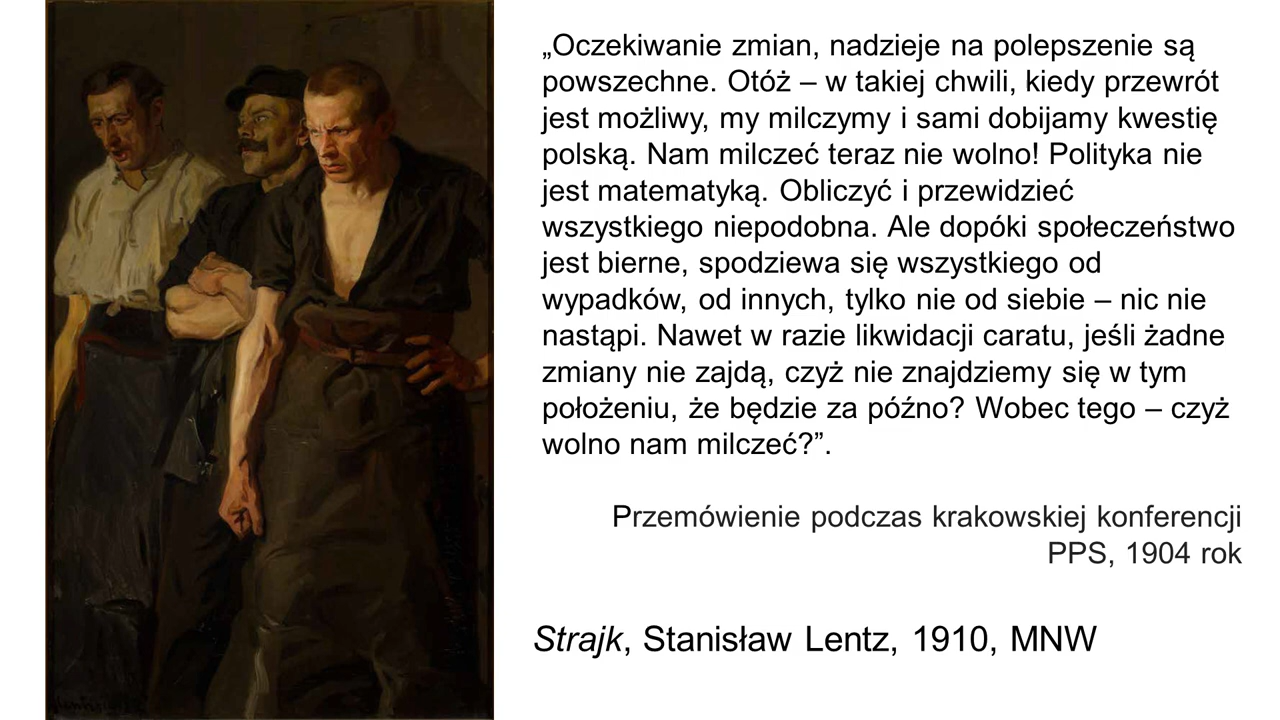 „Oczekiwanie zmian, nadzieje na polepszenie są
powszechne. Otóż – w takiej chwili, kiedy przewrót
jest możliwy, my milczymy i sami dobijamy kwestię
polską. Nam milczeć teraz nie wolno! Polityka nie
jest matematyką. Obliczyć i przewidzieć
wszystkiego niepodobna. Ale dopóki społeczeństwo
jest bierne, spodziewa się wszystkiego od
wypadków, od innych, tylko nie od siebie – nic nie
nastąpi. Nawet w razie likwidacji caratu, jeśli żadne
zmiany nie zajdą, czyż nie znajdziemy się w tym
położeniu, że będzie za późno? Wobec tego – czyż
wolno nam milczeć?”.
Przemówienie podczas krakowskiej konferencji
PPS, 1904 rok
Strajk, Stanisław Lentz, 1910, MNW